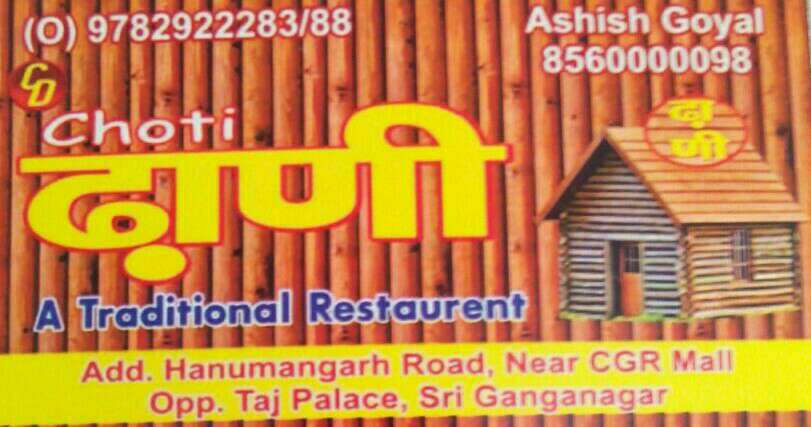 (O) 9782922283/88
Ashish Goyal
8560000098
CD
Choti
ढ़ाणी
ढा
णी
A Traditional Restaurent
Add. Hanumangarh Road, Near CGR Mall
Opp. Taj Palace, Sri Ganganagar